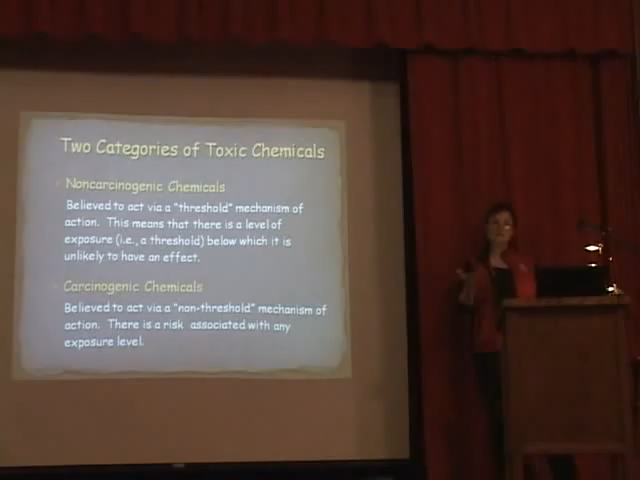 Two Categories of Toxic Chemicals
Noncarcinogenic Chemicals
Believed to act via a "threshold" mechanism of
action. This means that there is a level of
exposure (i.e., a threshold) below which it is
unlikely to have an effect.
Carcinogenic Chemicals
Believed to act via a "non-threshold" mechanism of
action. There is a risk associated with any
exposure level.